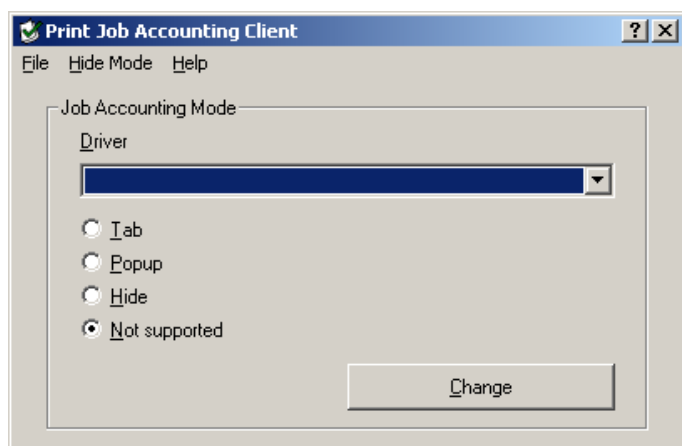 Print Job Accounting Client
File Hide Mode Help
Job Accounting Mode
Driver
Tab
Popup
Hide
Not supported
Change